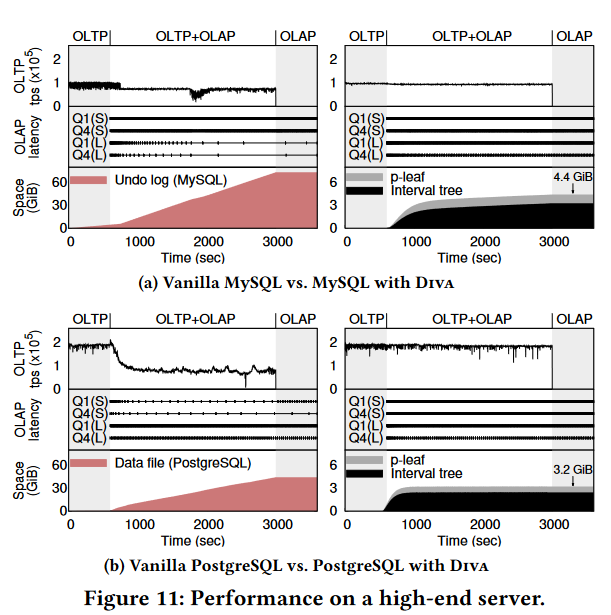 OLTP OLTP+OLAP OLAP OLTP OLTP+OLAP OLAP
OLTP
tps (x10⁵)
2
1
0
2
1
0
OLAP
latency
Q1(S)
Q4(S)
Q1(L)
Q4(L)
Q1(S)
Q4(S)
Q1(L)
Q4(L)
Space
(GiB)
60
30
0
Undo log (MySQL)
6
3
0
p-leaf
Interval tree
4.4 GiB
0 1000 2000 3000 0 1000 2000 3000
Time (sec) Time (sec)
(a) Vanilla MySQL vs. MySQL with DIVA
OLTP OLTP+OLAP OLAP OLTP OLTP+OLAP OLAP
OLTP
tps (x10⁵)
2
1
0
2
1
0
OLAP
latency
Q1(S)
Q4(S)
Q1(L)
Q4(L)
Q1(S)
Q4(S)
Q1(L)
Q4(L)
Space
(GiB)
60
30
0
Data file (PostgreSQL)
6
3
0
p-leaf
Interval tree
3.2 GiB
0 1000 2000 3000 0 1000 2000 3000
Time (sec) Time (sec)
(b) Vanilla PostgreSQL vs. PostgreSQL with DIVA
Figure 11: Performance on a high-end server.